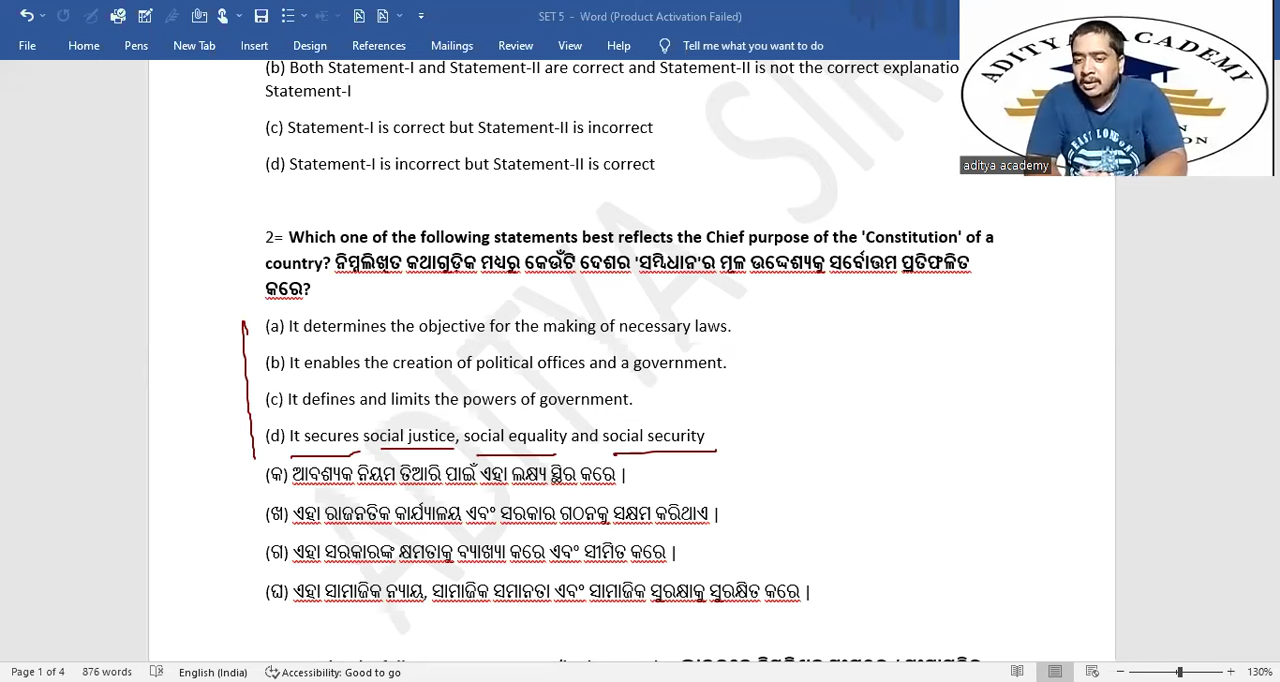 SET 5 - Word (Product Activation Failed)
File Home Pens New Tab Insert Design References Mailings Review View Help Tell me what you want to do
ADITYA ACADEMY
EAST LONDON
aditya academy
(b) Both Statement-I and Statement-II are correct and Statement-II is not the correct explanatio
Statement-I
(c) Statement-I is correct but Statement-II is incorrect
(d) Statement-I is incorrect but Statement-II is correct
2= Which one of the following statements best reflects the Chief purpose of the 'Constitution' of a
country? ନିମ୍ନଲିଖିତ କଥାଗୁଡ଼ିକ ମଧ୍ୟରୁ କେଉଁଟି ଦେଶର 'ସମ୍ବିଧାନ'ର ମୂଳ ଉଦ୍ଦେଶ୍ୟକୁ ସର୍ବୋତ୍ତମ ପ୍ରତିଫଳିତ
କରେ?
(a) It determines the objective for the making of necessary laws.
(b) It enables the creation of political offices and a government.
(c) It defines and limits the powers of government.
(d) It secures social justice, social equality and social security
(କ) ଆବଶ୍ୟକ ନିୟମ ତିଆରି ପାଇଁ ଏହା ଲକ୍ଷ୍ୟ ସ୍ଥିର କରେ |
(ଖ) ଏହା ରାଜନତିକ କାର୍ଯ୍ୟାଳୟ ଏବଂ ସରକାର ଗଠନକୁ ସକ୍ଷମ କରିଥାଏ |
(ଗ) ଏହା ସରକାରଙ୍କ କ୍ଷମତାକୁ ବ୍ୟାଖ୍ୟା କରେ ଏବଂ ସୀମିତ କରେ |
(ଘ) ଏହା ସାମାଜିକ ନ୍ୟାୟ, ସାମାଜିକ ସମାନତା ଏବଂ ସାମାଜିକ ସୁରକ୍ଷାକୁ ସୁରକ୍ଷିତ କରେ |
ADITYA SIR
Page 1 of 4 876 words English (India) Accessibility: Good to go 130%